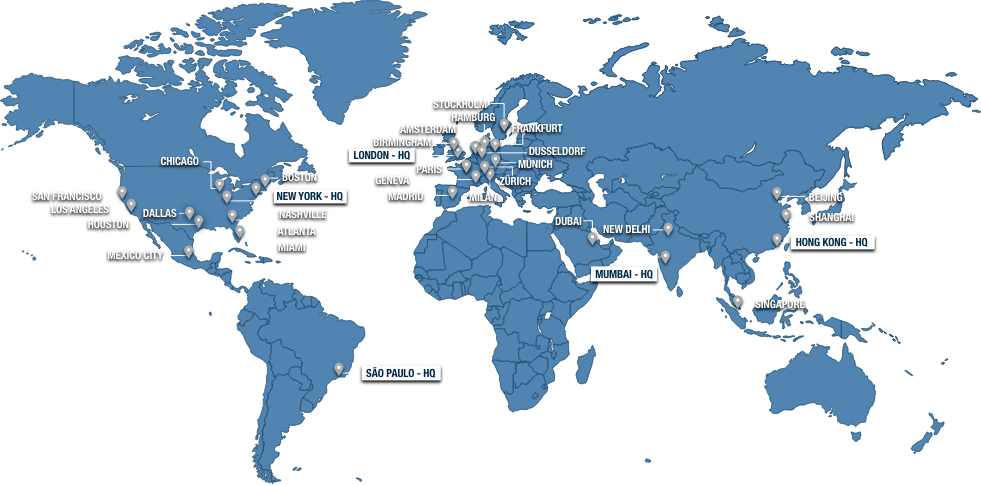 STOCKHOLM
HAMBURG
AMSTERDAM
FRANKFURT
BIRMINGHAM
DUSSELDORF
LONDON - HQ
MUNICH
CHICAGO
PARIS
BOSTON
GENEVA
ZÜRICH
SAN FRANCISCO
NEW YORK - HQ
MADRID
MILAN
BEIJING
LOS ANGELES
DALLAS
NASHVILLE
SHANGHAI
HOUSTON
DUBAI
NEW DELHI
ATLANTA
HONG KONG - HQ
MIAMI
MEXICO CITY
MUMBAI - HQ
SINGAPORE
SÃO PAULO - HQ